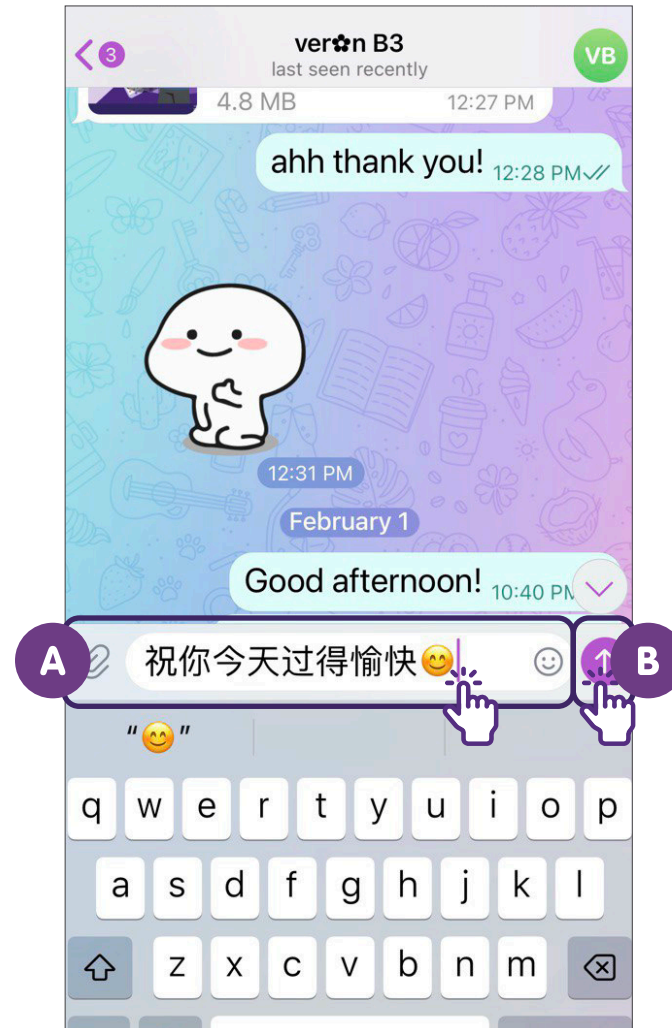 3
ver✿n B3
last seen recently
VB
4.8 MB 12:27 PM
ahh thank you! 12:28 PM
12:31 PM
February 1
Good afternoon! 10:40 PM
A 祝你今天过得愉快😊 B
“😊”
q w e r t y u i o p
a s d f g h j k l
z x c v b n m